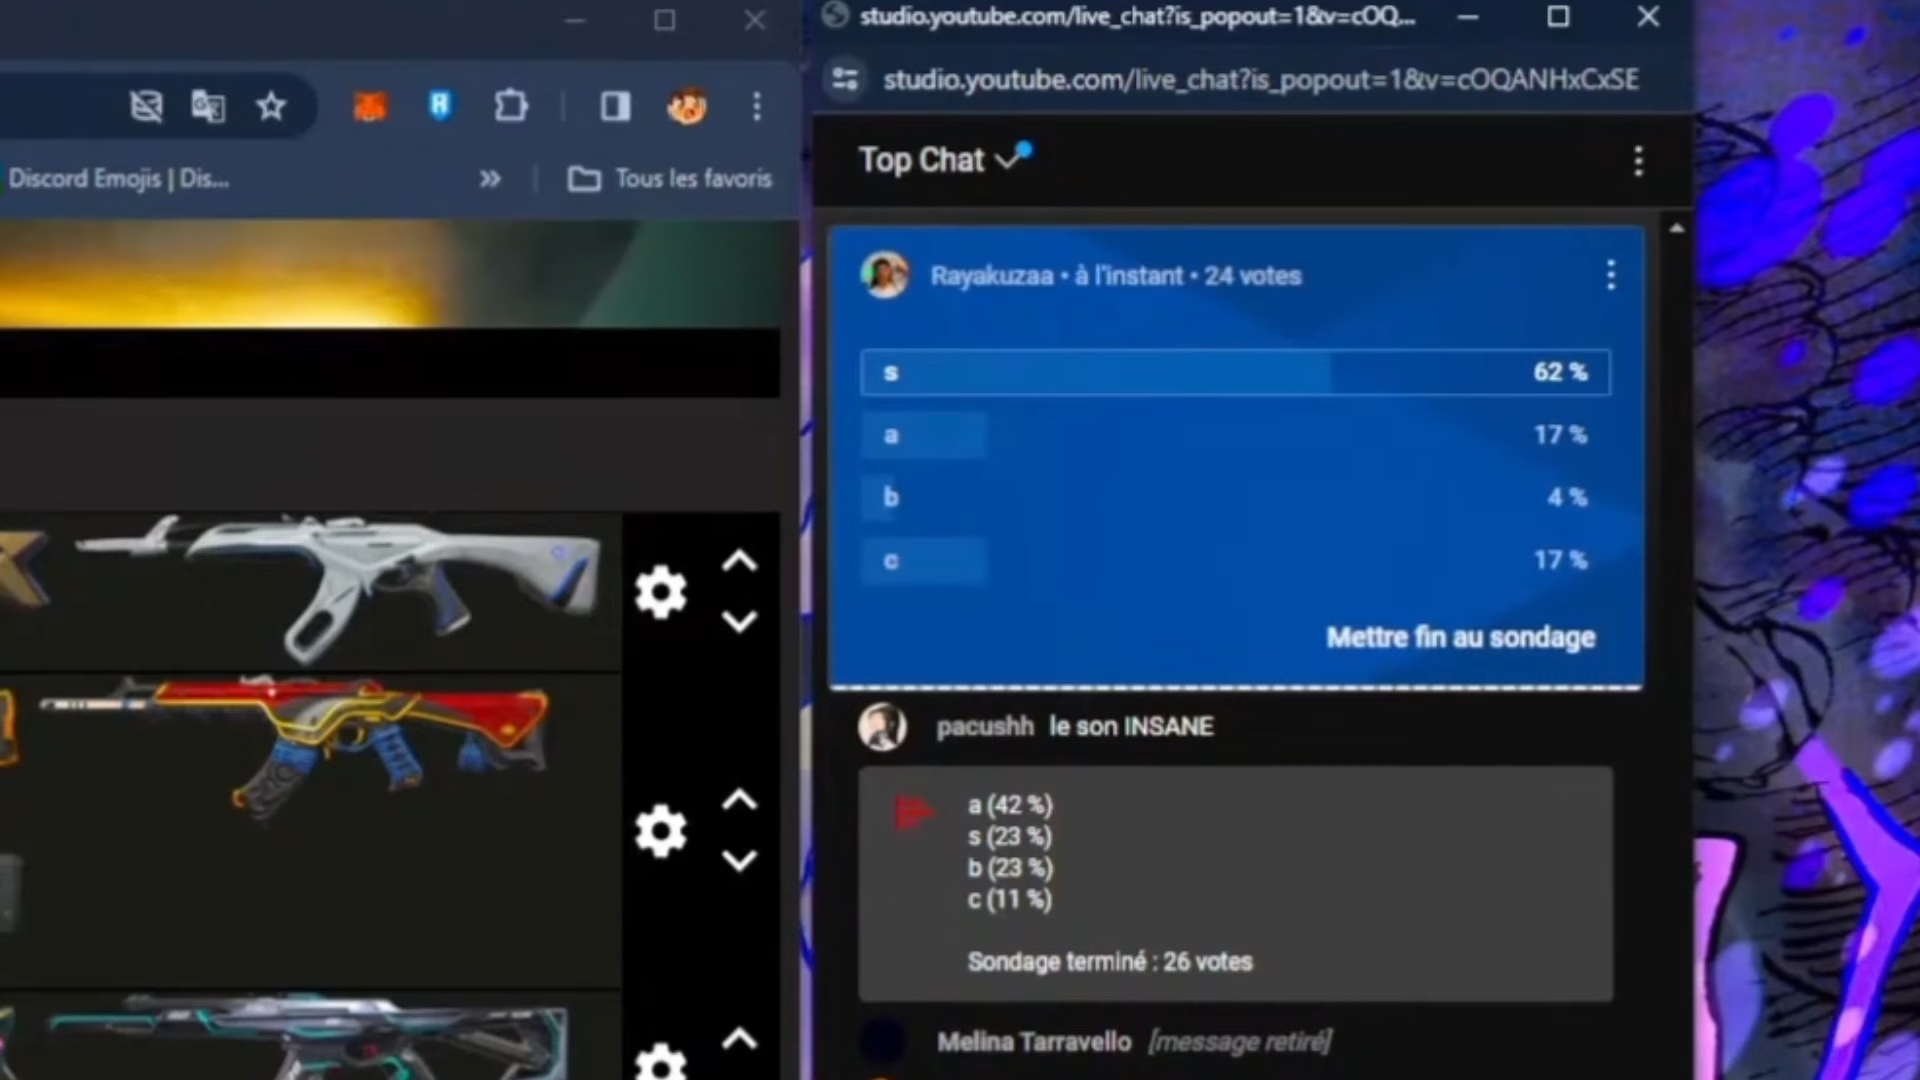 studio.youtube.com/live_chat?is_popout=1&v=cOQ...
studio.youtube.com/live_chat?is_popout=1&v=cOQANHxCxSE
Discord Emojis | Dis...
Tous les favoris
Top Chat
Rayakuzaa • à l'instant • 24 votes
s 62 %
a 17 %
b 4 %
c 17 %
Mettre fin au sondage
pacushh le son INSANE
a (42 %)
s (23 %)
b (23 %)
c (11 %)
Sondage terminé : 26 votes
Melina Tarravello [message retiré]